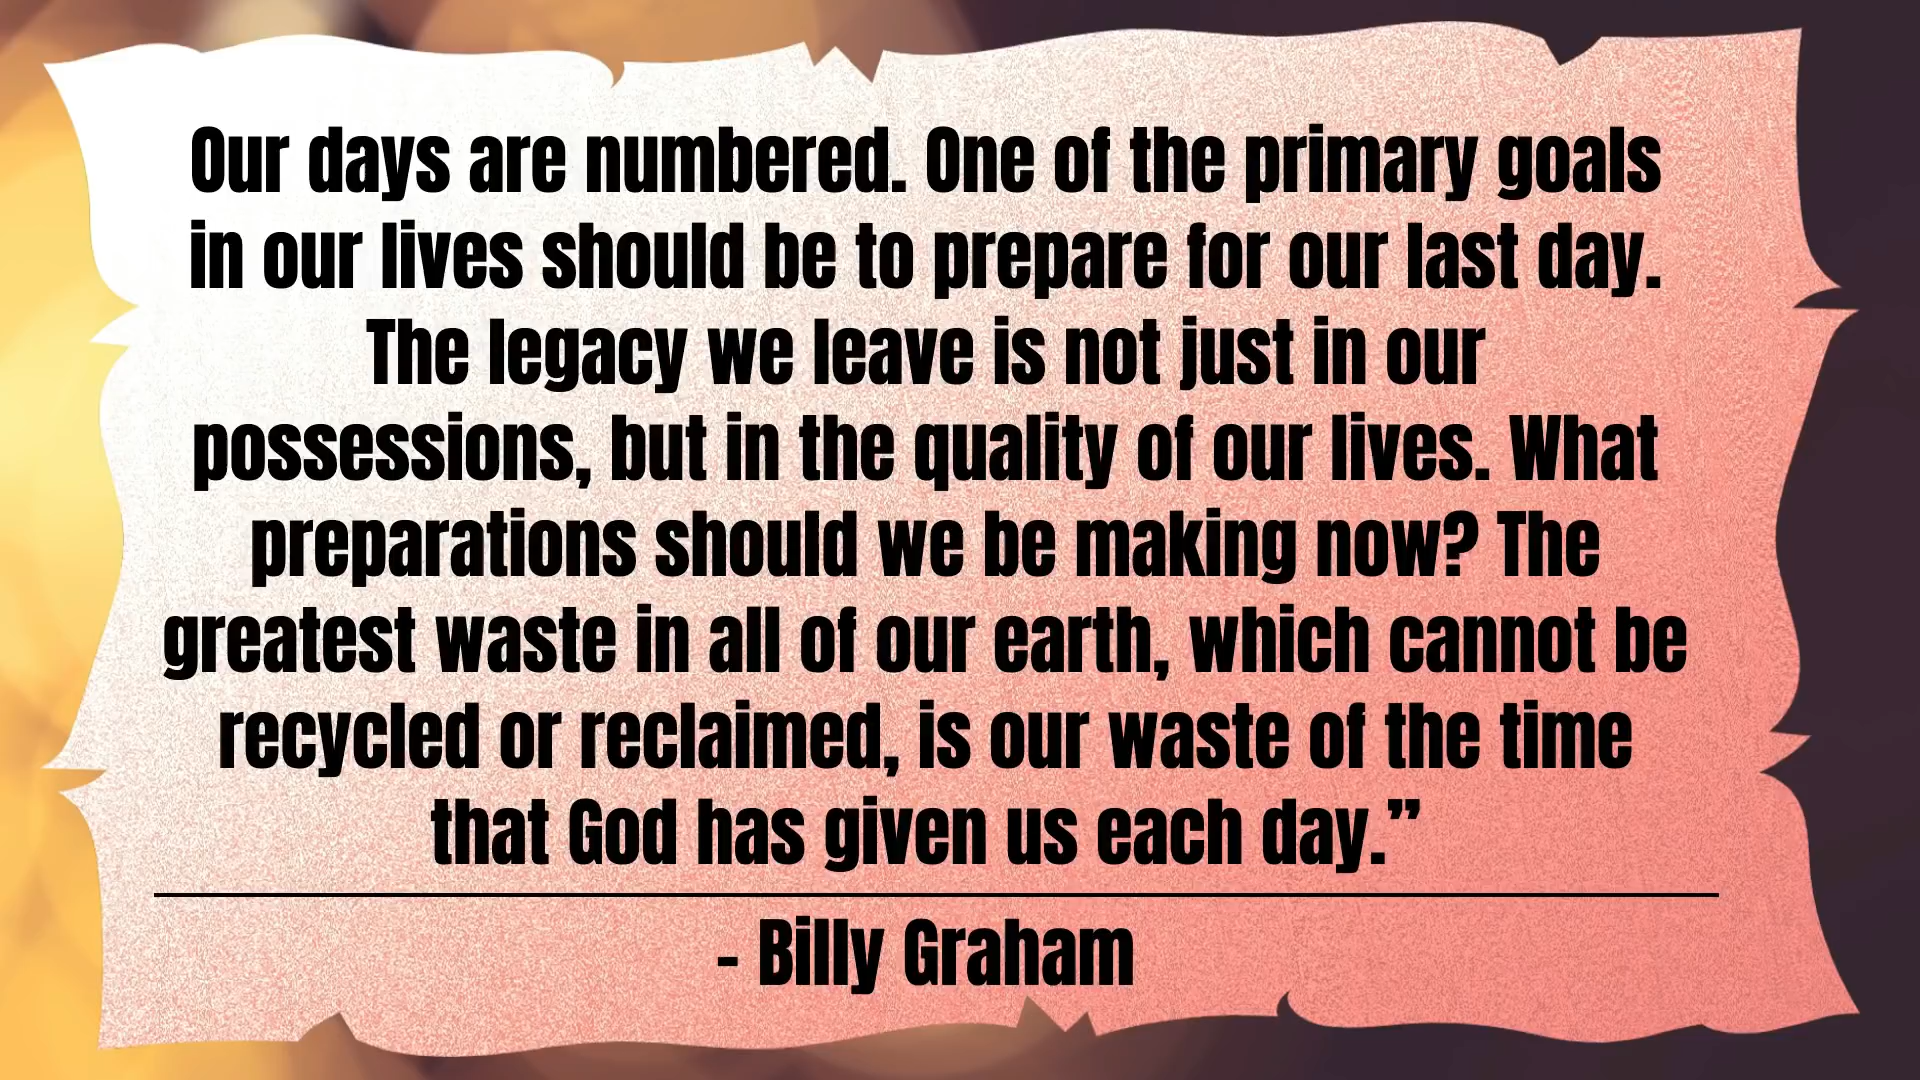 Our days are numbered. One of the primary goals
in our lives should be to prepare for our last day.
The legacy we leave is not just in our
possessions, but in the quality of our lives. What
preparations should we be making now? The
greatest waste in all of our earth, which cannot be
recycled or reclaimed, is our waste of the time
that God has given us each day.”
- Billy Graham